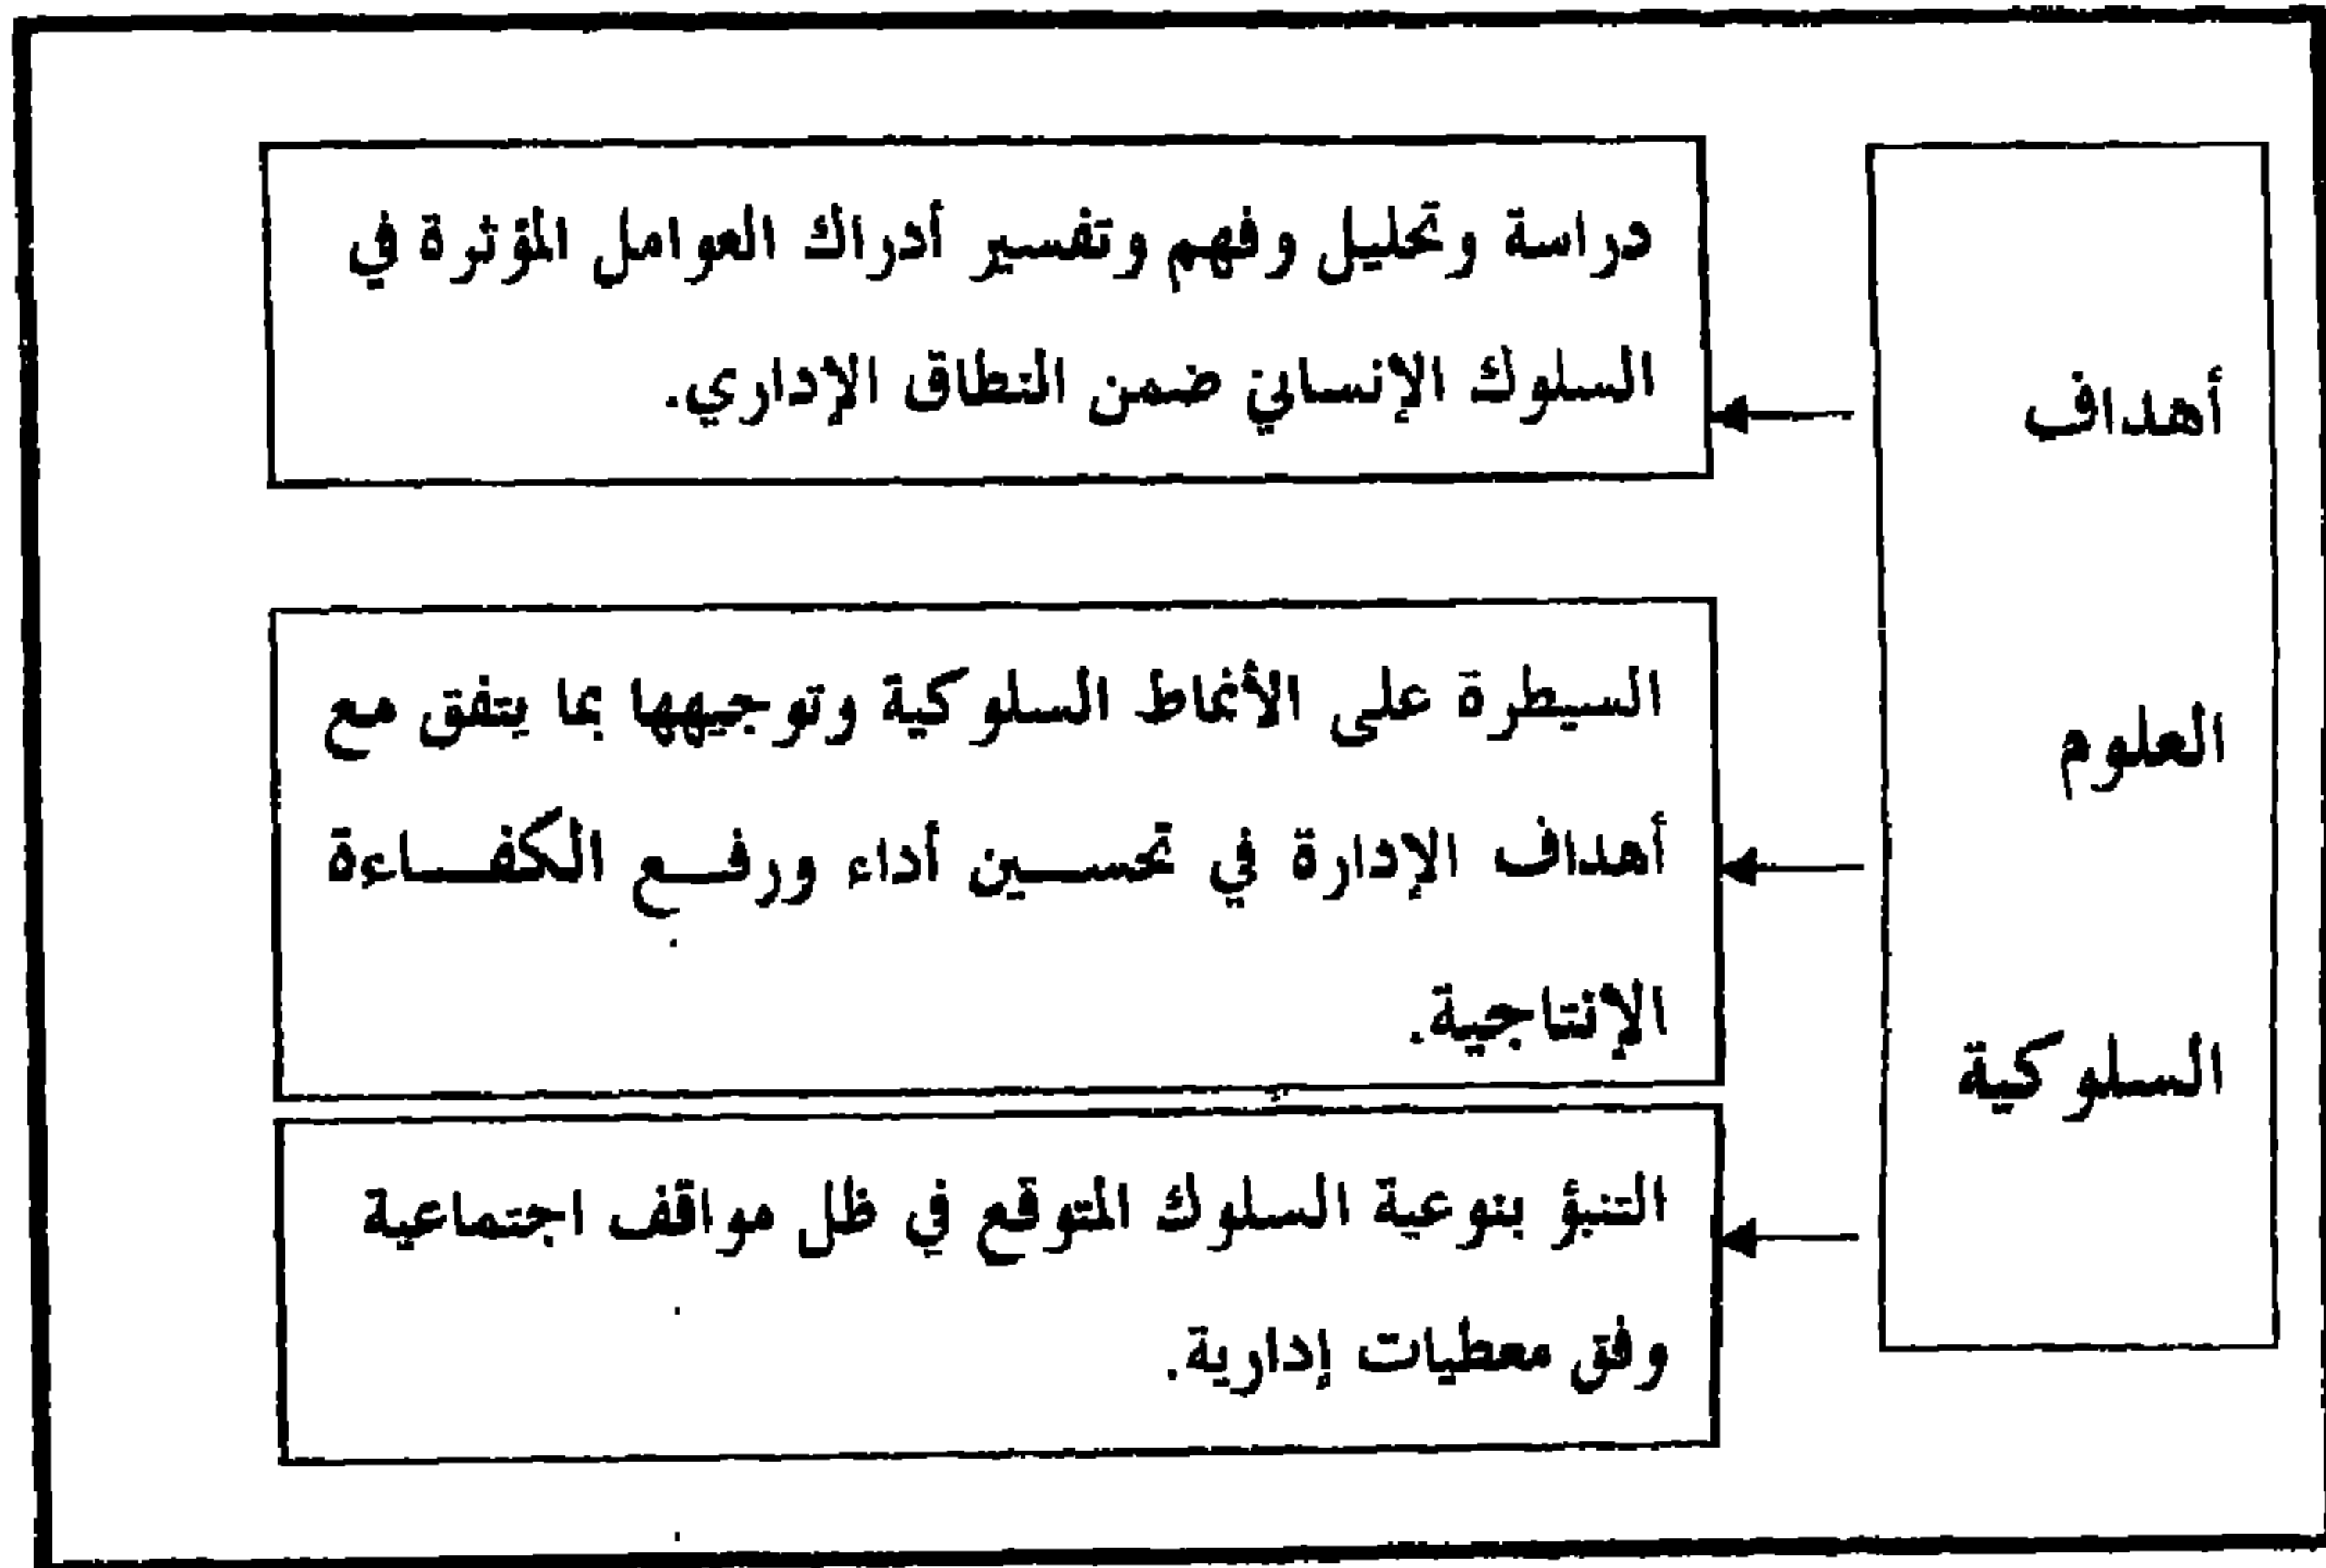 أهداف
العلوم
السلوكية
دراسة وتحليل وفهم وتفسير أدراك العوامل المؤثرة في
السلوك الإنساني ضمن النطاق الإداري.
السيطرة على الأنماط السلوكية وتوجيهها بما يتفق مع
أهداف الإدارة في تحسين أداء ورفع الكفاءة
الإنتاجية.
التنبؤ بنوعية السلوك المتوقع في ظل مواقف اجتماعية
وفق معطيات إدارية.